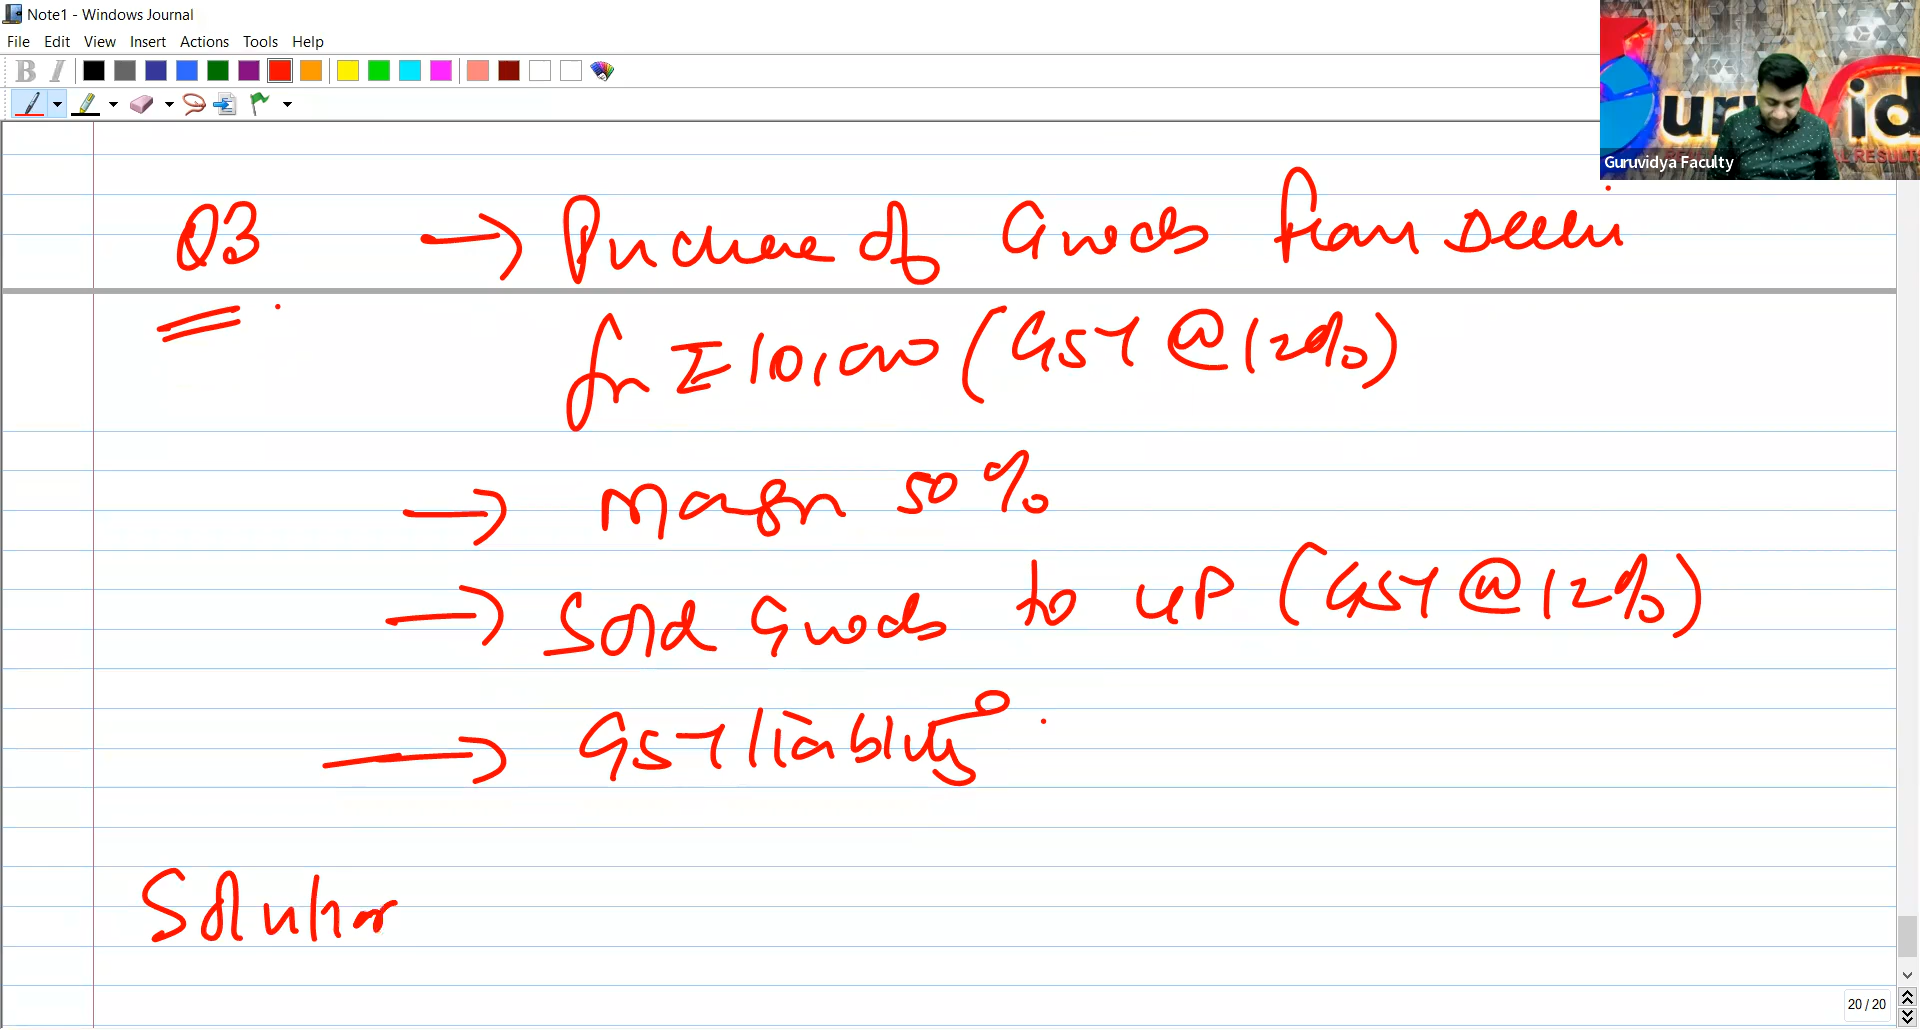 Note1 - Windows Journal
File Edit View Insert Actions Tools Help
B I
Guruvidya Faculty
Q3 → Purchase of Goods from Delhi
for ₹10,000 (GST @ 12%)
→ Margin 50%
→ Sold Goods to UP (GST @ 12%)
→ GST liability
Solution
20 / 20